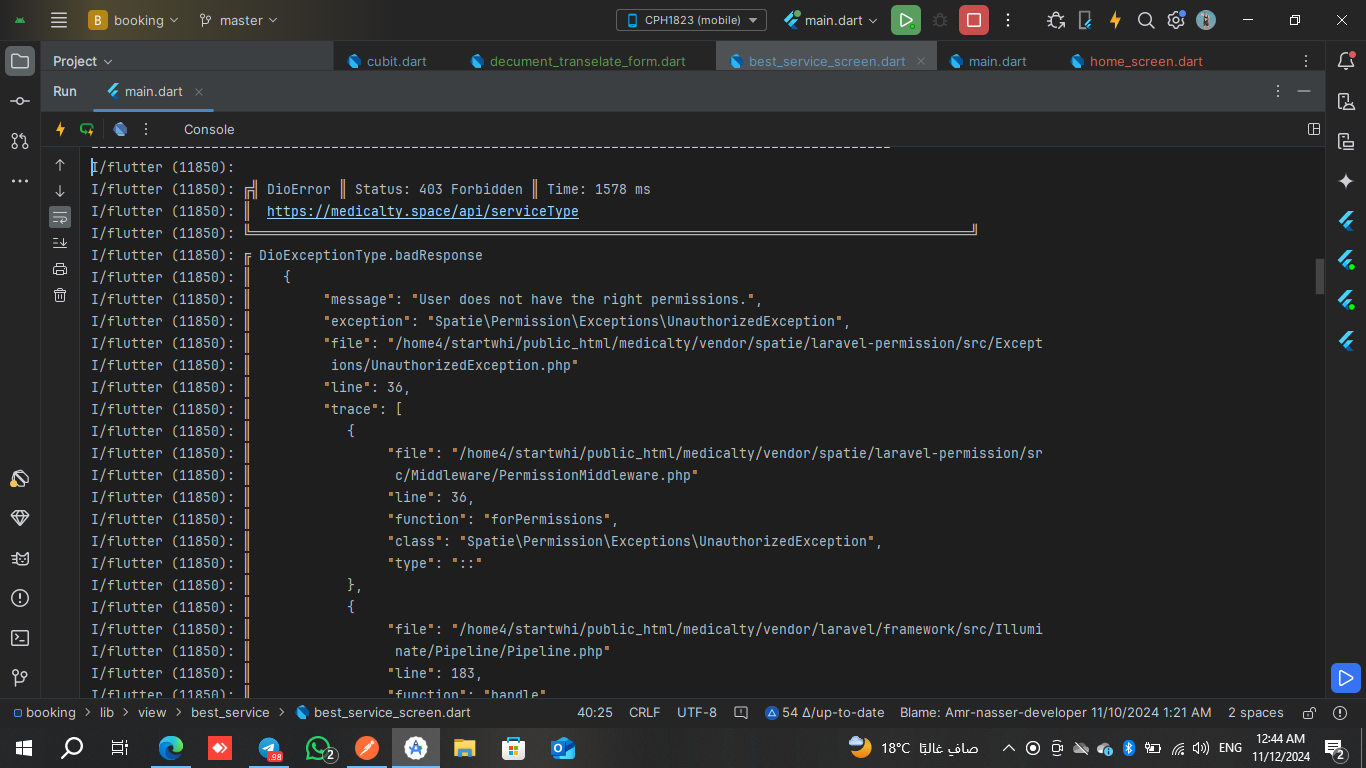 B booking
master
CPH1823 (mobile)
main.dart
Project
cubit.dart
decument_transelate_form.dart
best_service_screen.dart
main.dart
home_screen.dart
Run
main.dart
Console
I/flutter (11850):
I/flutter (11850): ╔╣ DioError ║ Status: 403 Forbidden ║ Time: 1578 ms
I/flutter (11850): ║ https://medicalty.space/api/serviceType
I/flutter (11850): ╚══════════════════════════════════════════════════════════════════════════════════════════╝
I/flutter (11850): ╔ DioExceptionType.badResponse
I/flutter (11850): ║ {
I/flutter (11850): ║ "message": "User does not have the right permissions.",
I/flutter (11850): ║ "exception": "Spatie\Permission\Exceptions\UnauthorizedException",
I/flutter (11850): ║ "file": "/home4/startwhi/public_html/medicalty/vendor/spatie/laravel-permission/src/Except
I/flutter (11850): ║ ions/UnauthorizedException.php"
I/flutter (11850): ║ "line": 36,
I/flutter (11850): ║ "trace": [
I/flutter (11850): ║ {
I/flutter (11850): ║ "file": "/home4/startwhi/public_html/medicalty/vendor/spatie/laravel-permission/sr
I/flutter (11850): ║ c/Middleware/PermissionMiddleware.php"
I/flutter (11850): ║ "line": 36,
I/flutter (11850): ║ "function": "forPermissions",
I/flutter (11850): ║ "class": "Spatie\Permission\Exceptions\UnauthorizedException",
I/flutter (11850): ║ "type": "::"
I/flutter (11850): ║ },
I/flutter (11850): ║ {
I/flutter (11850): ║ "file": "/home4/startwhi/public_html/medicalty/vendor/laravel/framework/src/Illumi
I/flutter (11850): ║ nate/Pipeline/Pipeline.php"
I/flutter (11850): ║ "line": 183,
I/flutter (11850): ║ "function": "handle"
booking > lib > view > best_service > best_service_screen.dart
40:25 CRLF UTF-8 54 Δ/up-to-date Blame: Amr-nasser-developer 11/10/2024 1:21 AM 2 spaces
.98
2
18°C صافٍ غالبًا
ENG
12:44 AM
11/12/2024
2